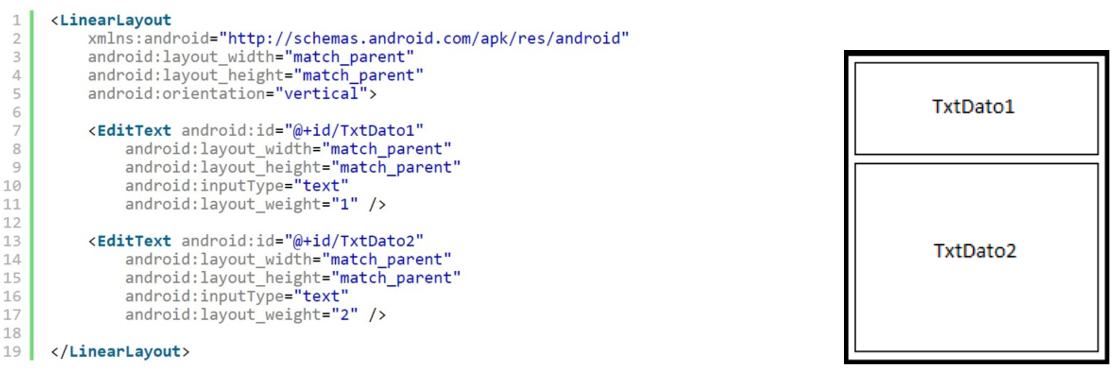 1 <LinearLayout
2 xmlns:android="http://schemas.android.com/apk/res/android"
3 android:layout_width="match_parent"
4 android:layout_height="match_parent"
5 android:orientation="vertical">
6
7 <EditText android:id="@+id/TxtDato1"
8 android:layout_width="match_parent"
9 android:layout_height="match_parent"
10 android:inputType="text"
11 android:layout_weight="1" />
12
13 <EditText android:id="@+id/TxtDato2"
14 android:layout_width="match_parent"
15 android:layout_height="match_parent"
16 android:inputType="text"
17 android:layout_weight="2" />
18
19 </LinearLayout>
TxtDato1
TxtDato2